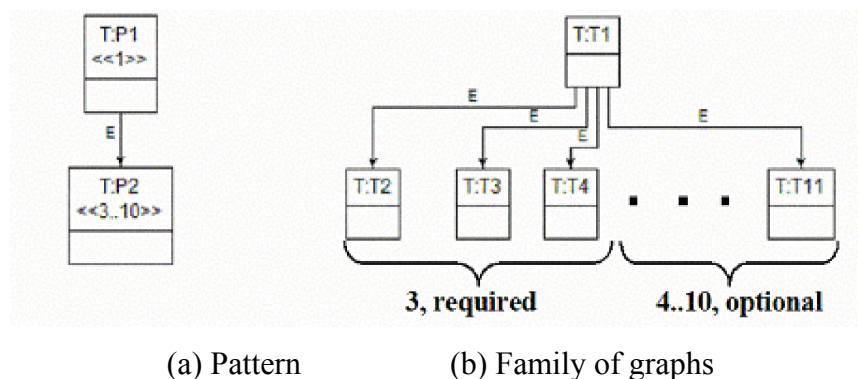 T:P1
<<1>>
E
T:P2
<<3..10>>
T:T1
E
E
E
E
T:T2
T:T3
T:T4
T:T11
3, required
4..10, optional
(a) Pattern
(b) Family of graphs